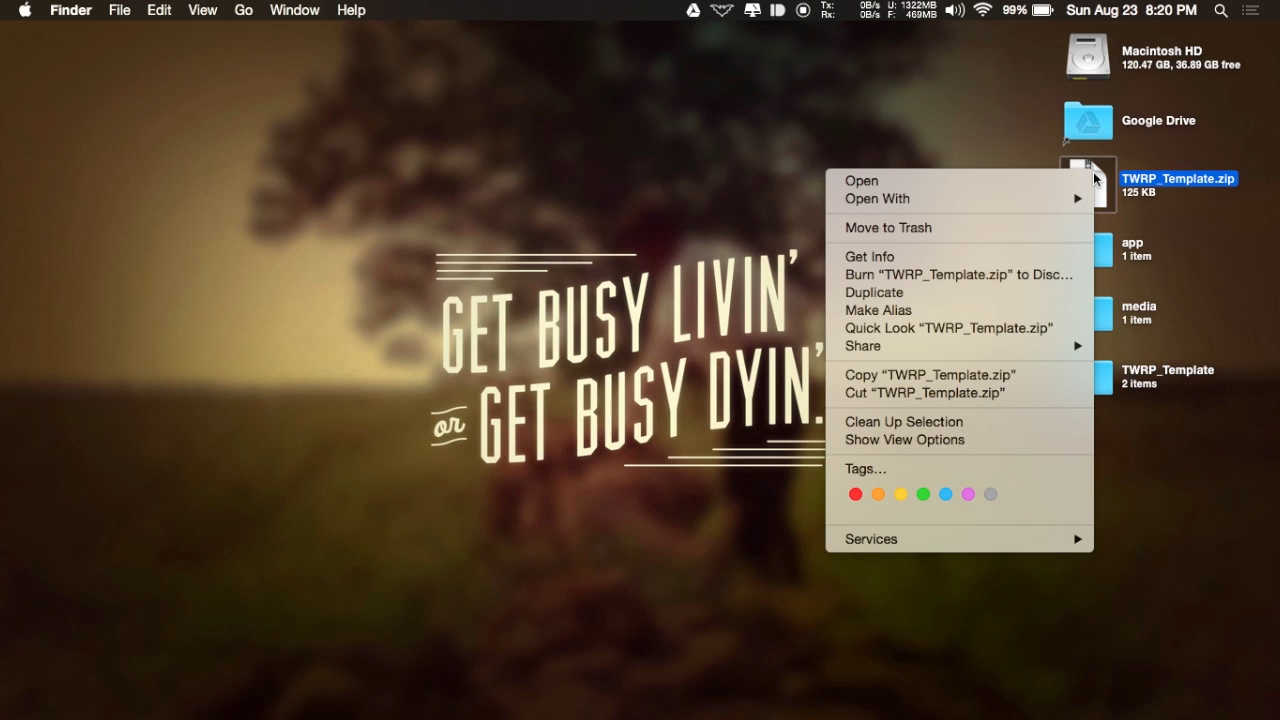 Finder File Edit View Go Window Help
Tx: 0B/s U: 1322MB
Rx: 0B/s F: 469MB
99% Sun Aug 23 8:20 PM
Macintosh HD
120.47 GB, 36.89 GB free
Google Drive
TWRP_Template.zip
125 KB
app
1 item
media
1 item
TWRP_Template
2 items
Open
Open With
Move to Trash
Get Info
Burn “TWRP_Template.zip” to Disc...
Duplicate
Make Alias
Quick Look “TWRP_Template.zip”
Share
Copy “TWRP_Template.zip”
Cut “TWRP_Template.zip”
Clean Up Selection
Show View Options
Tags...
Services
GET BUSY LIVIN’
or GET BUSY DYIN’.